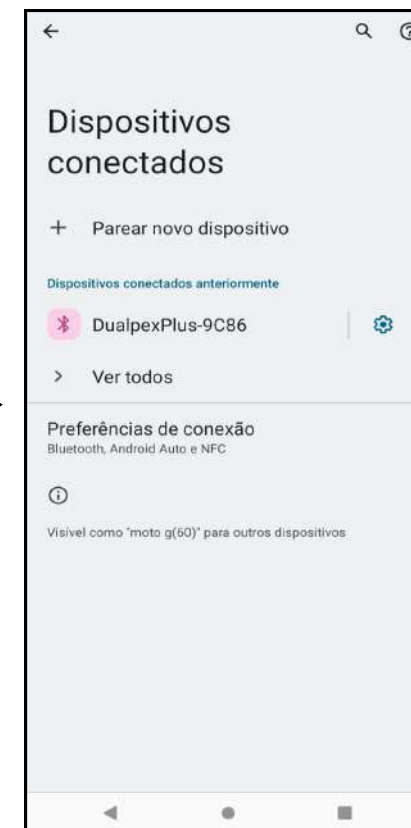 Dispositivos
conectados
Parear novo dispositivo
Dispositivos conectados anteriormente
DualpexPlus-9C86
Ver todos
Preferências de conexão
Bluetooth, Android Auto e NFC
Visível como "moto g(60)" para outros dispositivos